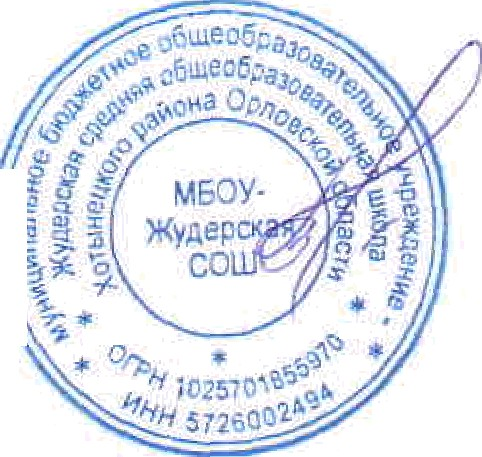 муниципальное бюджетное общеобразовательное учреждение -
Жудерская средняя общеобразовательная школа
Хотынецкого района Орловской области
МБОУ-
Жудерская
СОШ
ОГРН 1025701855970
ИНН 5726002494